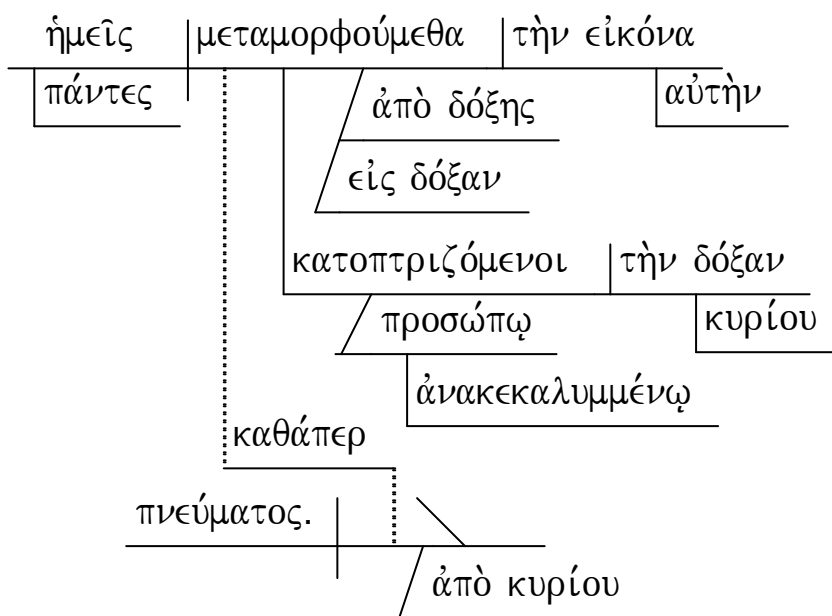 ἡμεῖς μεταμορφούμεθα τὴν εἰκόνα
πάντες ἀπὸ δόξης αὐτὴν
εἰς δόξαν
κατοπτριζόμενοι τὴν δόξαν
προσώπῳ κυρίου
ἀνακεκαλυμμένῳ
καθάπερ
πνεύματος.
ἀπὸ κυρίου